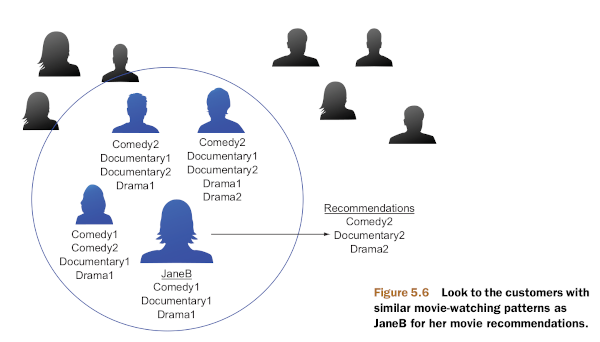 Comedy2
Documentary1
Documentary2
Drama1
Comedy2
Documentary1
Documentary2
Drama1
Drama2
Comedy1
Comedy2
Documentary1
Drama1
JaneB
Comedy1
Documentary1
Drama1
Recommendations
Comedy2
Documentary2
Drama2
Figure 5.6 Look to the customers with
similar movie-watching patterns as
JaneB for her movie recommendations.